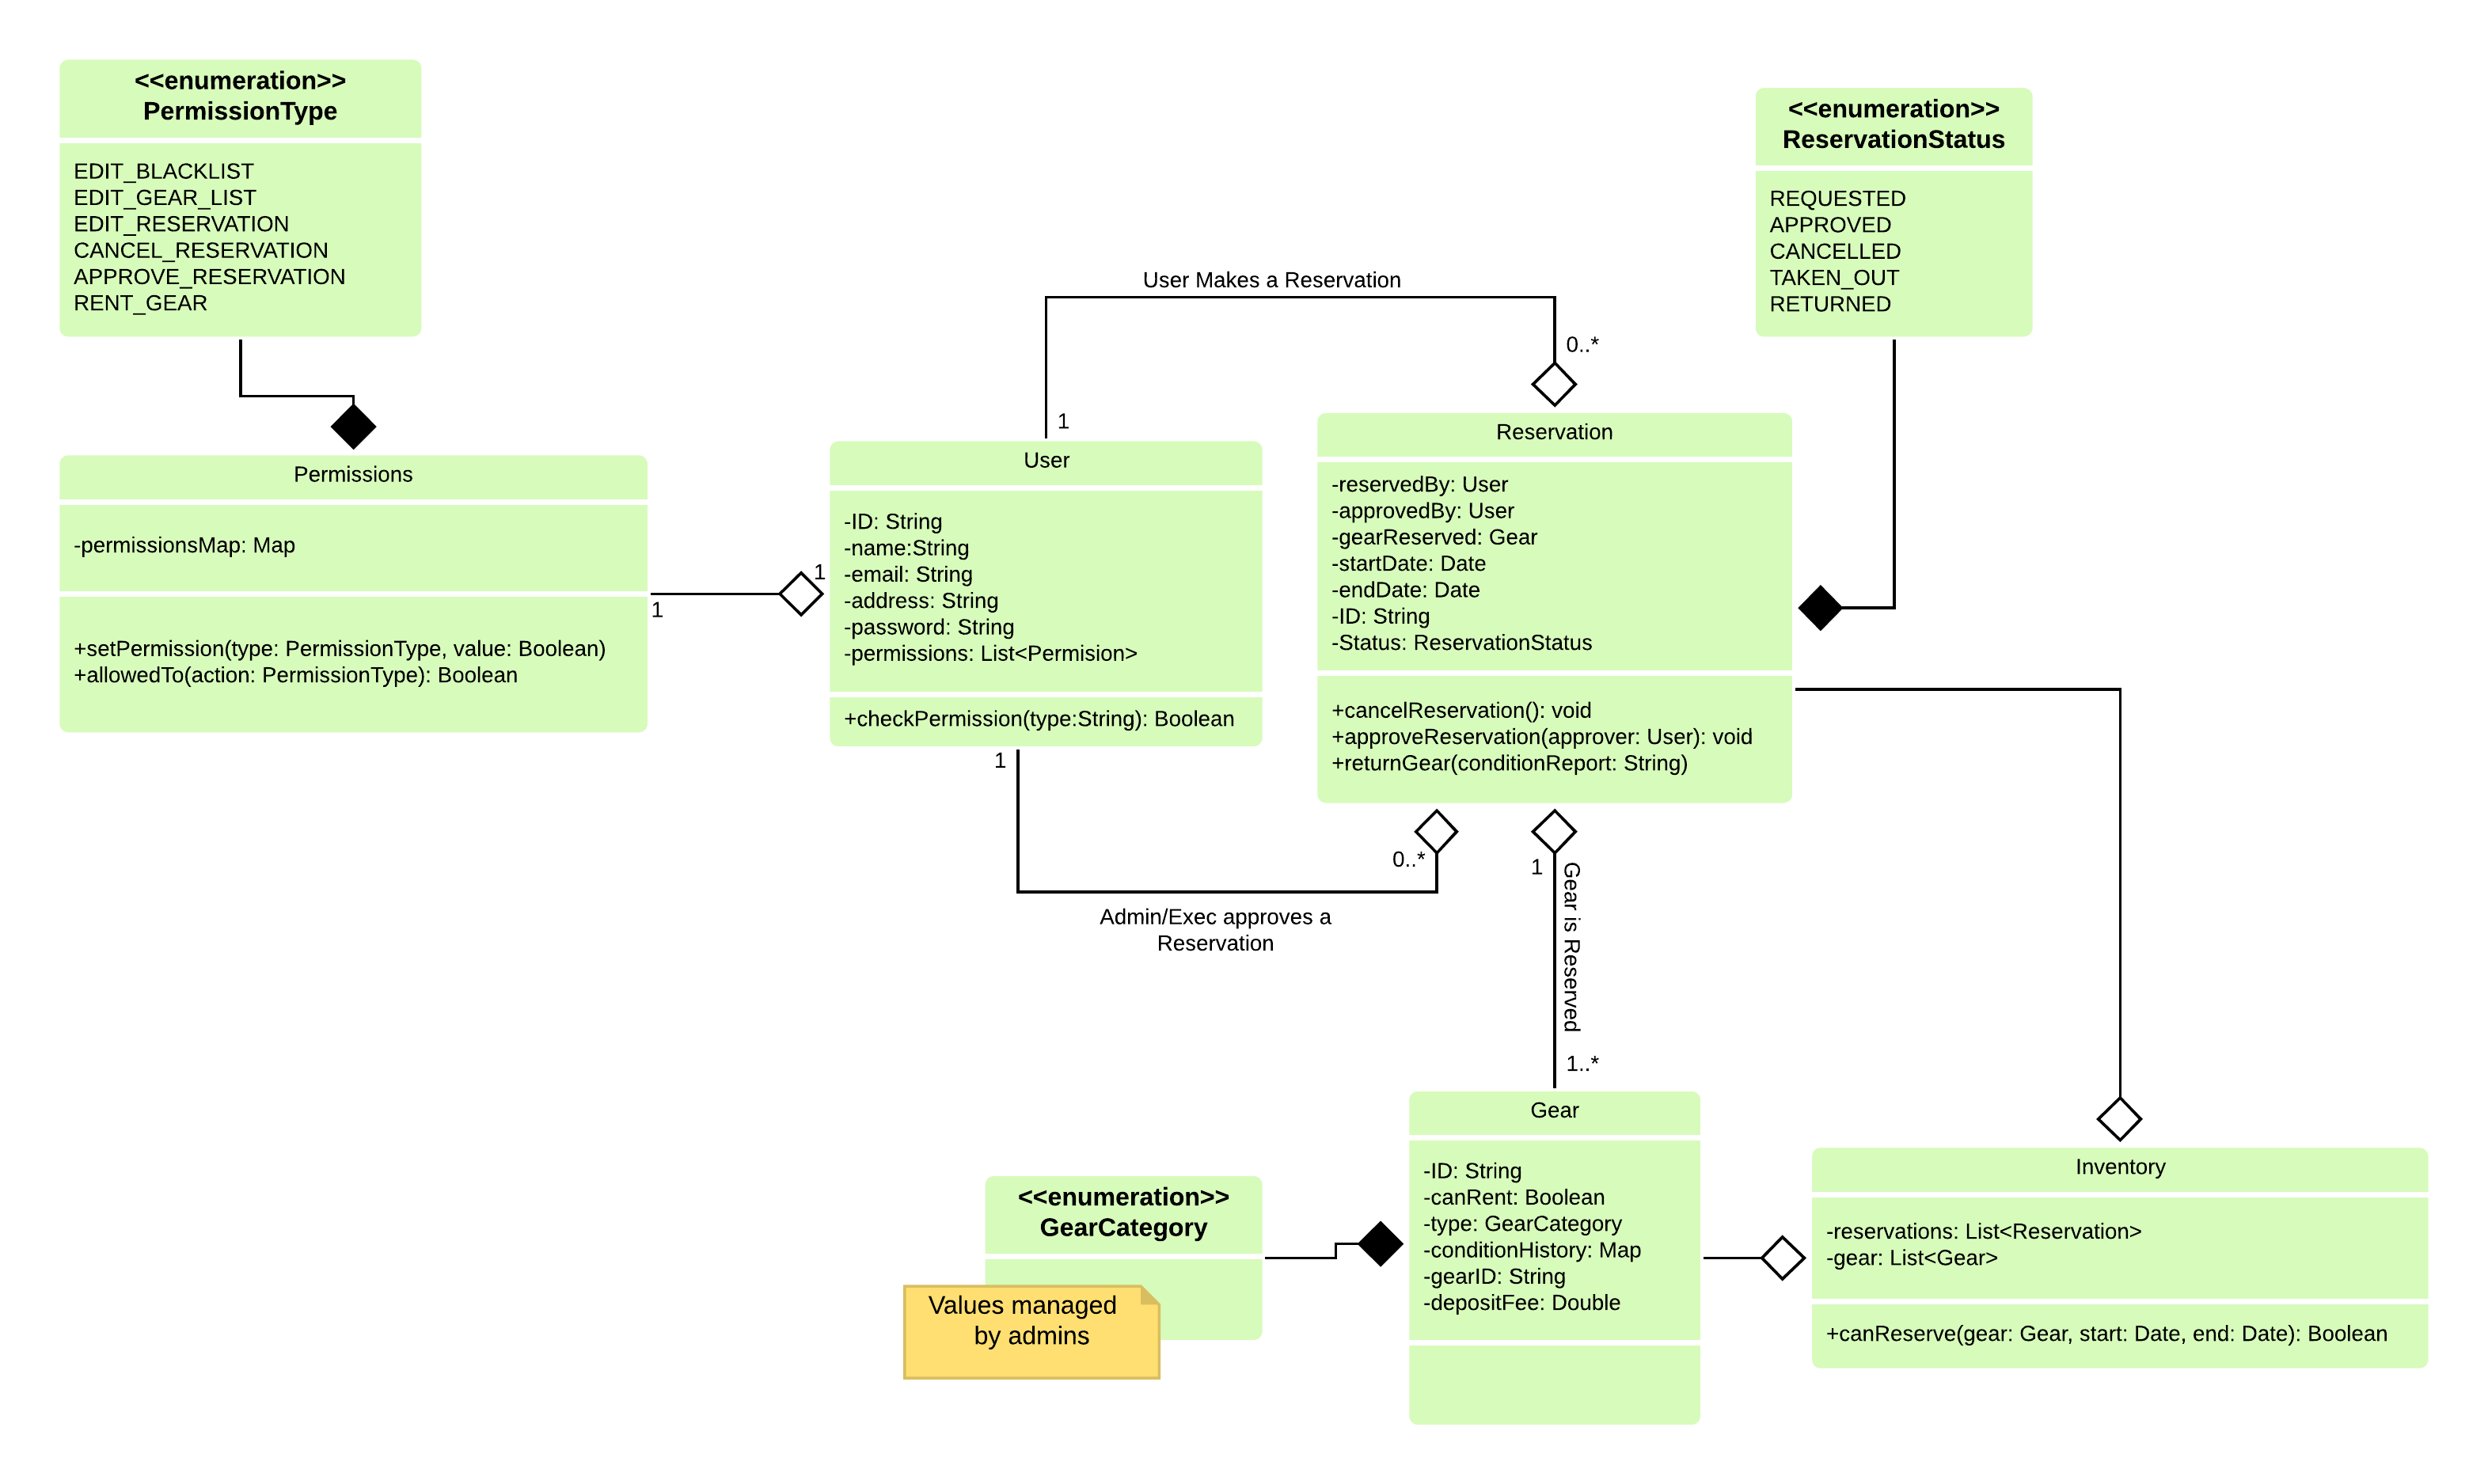 <<enumeration>>
PermissionType
EDIT_BLACKLIST
EDIT_GEAR_LIST
EDIT_RESERVATION
CANCEL_RESERVATION
APPROVE_RESERVATION
RENT_GEAR
<<enumeration>>
ReservationStatus
REQUESTED
APPROVED
CANCELLED
TAKEN_OUT
RETURNED
User Makes a Reservation
0..*
1
Permissions
-permissionsMap: Map
+setPermission(type: PermissionType, value: Boolean)
+allowedTo(action: PermissionType): Boolean
1
1
User
-ID: String
-name:String
-email: String
-address: String
-password: String
-permissions: List<Permision>
+checkPermission(type:String): Boolean
Reservation
-reservedBy: User
-approvedBy: User
-gearReserved: Gear
-startDate: Date
-endDate: Date
-ID: String
-Status: ReservationStatus
+cancelReservation(): void
+approveReservation(approver: User): void
+returnGear(conditionReport: String)
1
0..*
Admin/Exec approves a
Reservation
1
Gear is Reserved
1..*
<<enumeration>>
GearCategory
Values managed
by admins
Gear
-ID: String
-canRent: Boolean
-type: GearCategory
-conditionHistory: Map
-gearID: String
-depositFee: Double
Inventory
-reservations: List<Reservation>
-gear: List<Gear>
+canReserve(gear: Gear, start: Date, end: Date): Boolean